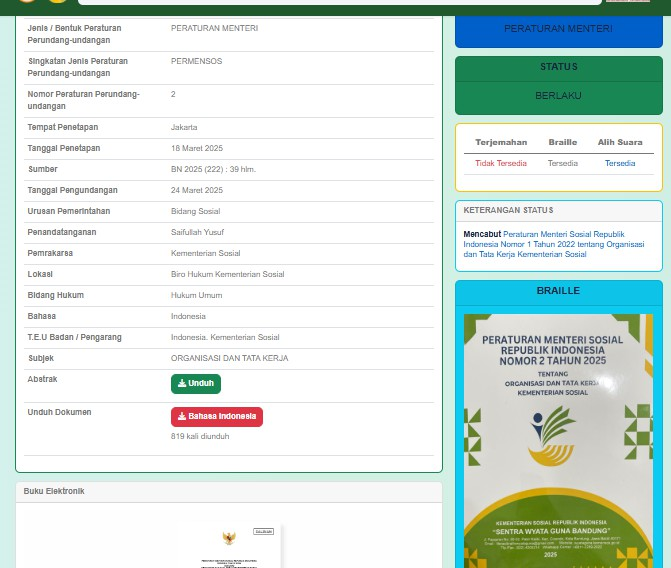 Jenis / Bentuk Peraturan
Perundang-undangan
PERATURAN MENTERI
Singkatan Jenis Peraturan
Perundang-undangan
PERMENSOS
Nomor Peraturan Perundang-
undangan
2
Tempat Penetapan
Jakarta
Tanggal Penetapan
18 Maret 2025
Sumber
BN 2025 (222) : 39 hlm.
Tanggal Pengundangan
24 Maret 2025
Urusan Pemerintahan
Bidang Sosial
Penandatanganan
Saifullah Yusuf
Pemrakarsa
Kementerian Sosial
Lokasi
Biro Hukum Kementerian Sosial
Bidang Hukum
Hukum Umum
Bahasa
Indonesia
T.E.U Badan / Pengarang
Indonesia. Kementerian Sosial
Subjek
ORGANISASI DAN TATA KERJA
Abstrak
Unduh
Unduh Dokumen
Bahasa Indonesia
819 kali diunduh
Buku Elektronik
PERATURAN MENTERI
STATUS
BERLAKU
Terjemahan Braille Alih Suara
Tidak Tersedia Tersedia Tersedia
KETERANGAN STATUS
Mencabut Peraturan Menteri Sosial Republik
Indonesia Nomor 1 Tahun 2022 tentang Organisasi
dan Tata Kerja Kementerian Sosial
BRAILLE
PERATURAN MENTERI SOSIAL
REPUBLIK INDONESIA
NOMOR 2 TAHUN 2025
TENTANG
ORGANISASI DAN TATA KERJA
KEMENTERIAN SOSIAL
KEMENTERIAN SOSIAL REPUBLIK INDONESIA
"SENTRA WYATA GUNA BANDUNG"
2025